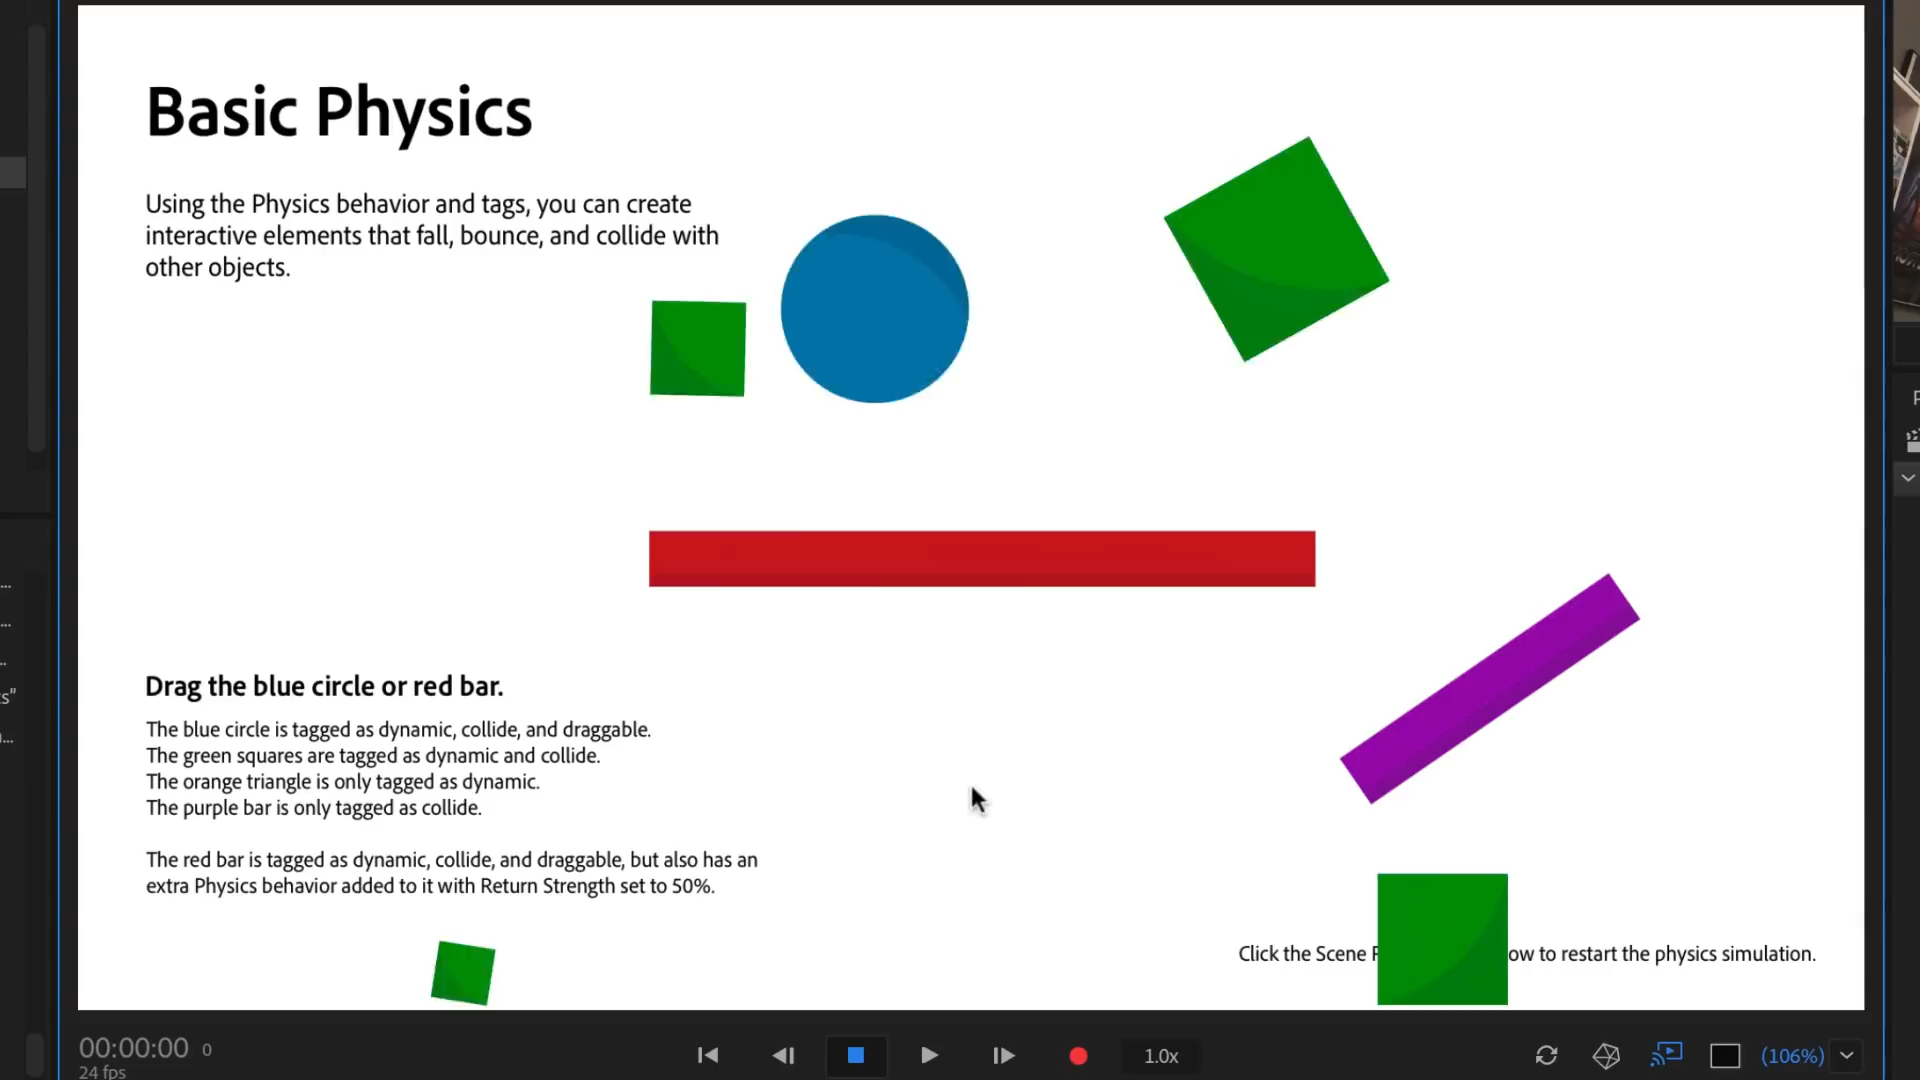 Basic Physics
Using the Physics behavior and tags, you can create
interactive elements that fall, bounce, and collide with
other objects.
Drag the blue circle or red bar.
The blue circle is tagged as dynamic, collide, and draggable.
The green squares are tagged as dynamic and collide.
The orange triangle is only tagged as dynamic.
The purple bar is only tagged as collide.
The red bar is tagged as dynamic, collide, and draggable, but also has an
extra Physics behavior added to it with Return Strength set to 50%.
Click the Scene to restart the physics simulation.
00:00:00 0
24 fps
1.0x
(106%)